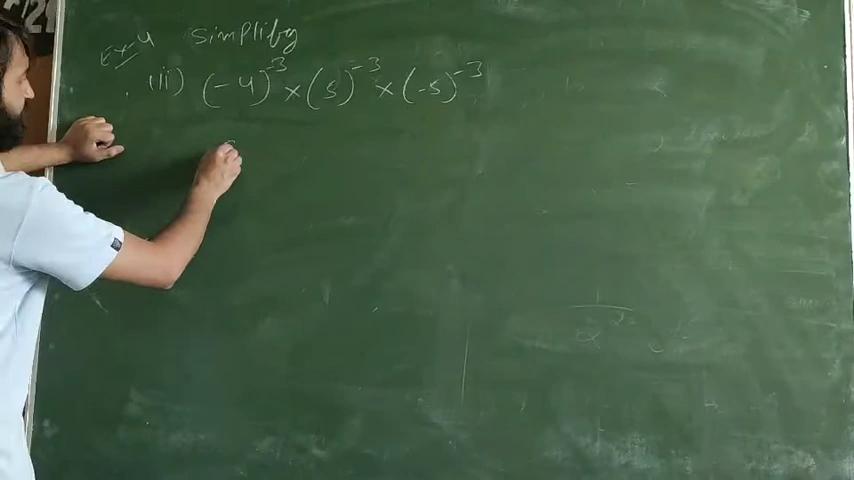 Ex-4 Simplify
(ii) (-4)³ × (5)⁻³ × (-5)⁻³